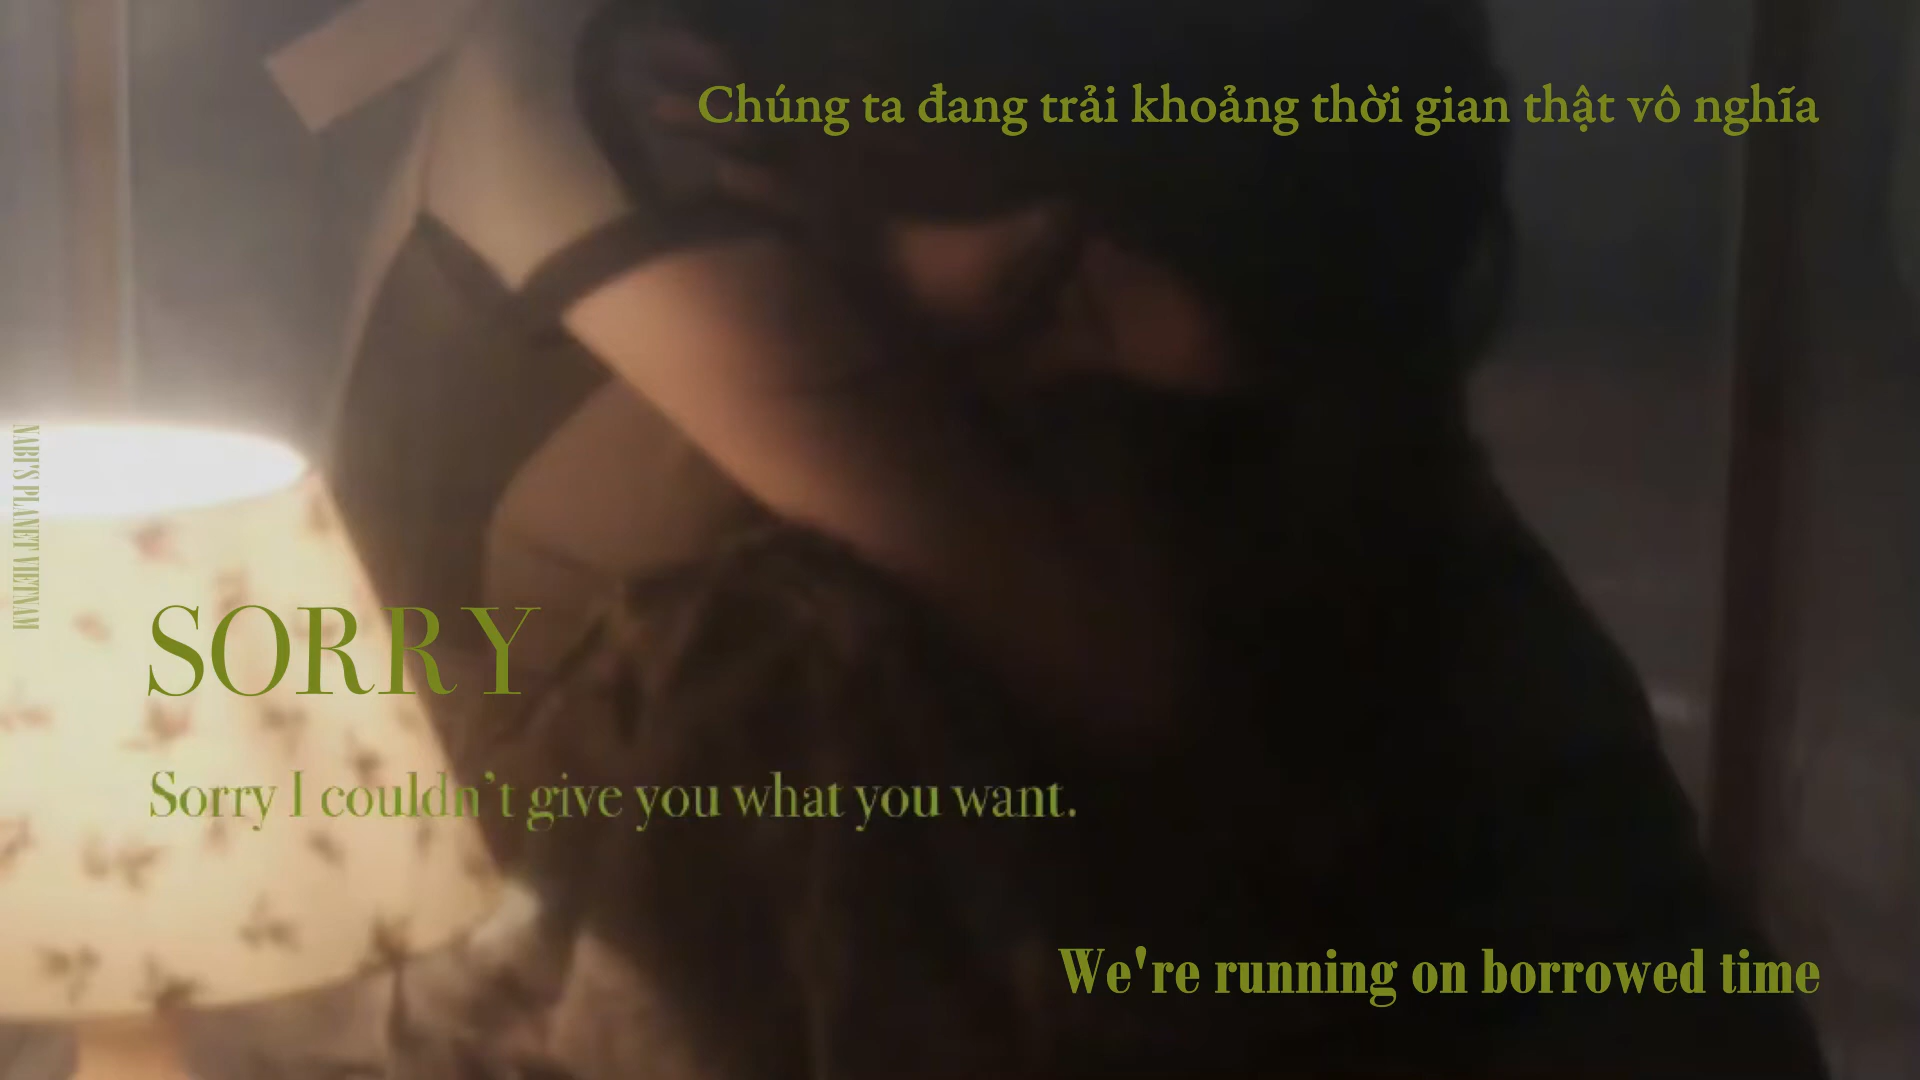 Chúng ta đang trải khoảng thời gian thật vô nghĩa
NABI'S PLANET VIETNAM
SORRY
Sorry I couldn't give you what you want.
We're running on borrowed time